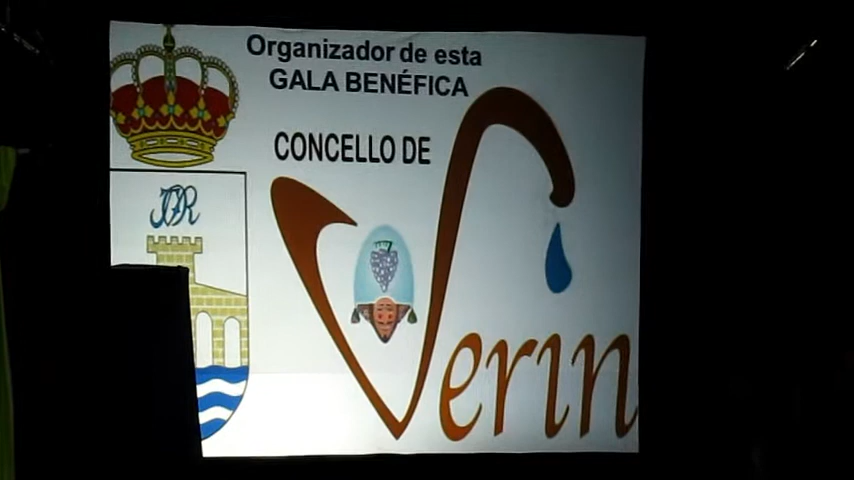 Organizador de esta
GALA BENÉFICA
CONCELLO DE
Verin